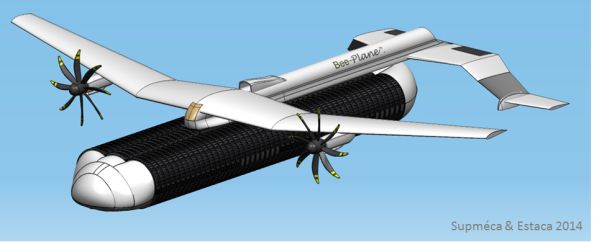 Bee-Plane™
Supméca & Estaca 2014